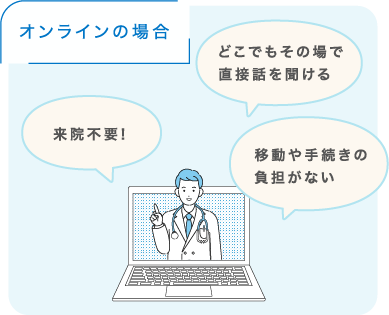 オンラインの場合
どこでもその場で
直接話を聞ける
来院不要!
移動や手続きの
負担がない